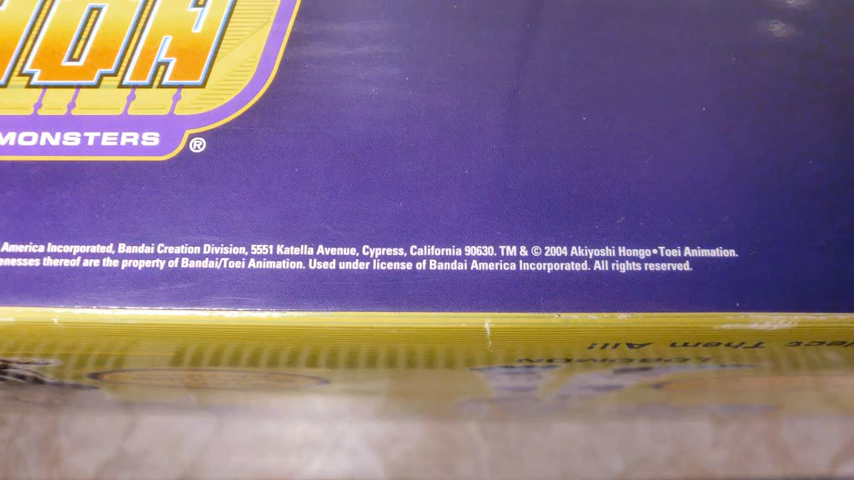 MON
MONSTERS ®
America Incorporated, Bandai Creation Division, 5551 Katella Avenue, Cypress, California 90630. TM & © 2004 Akiyoshi Hongo•Toei Animation.
thereof are the property of Bandai/Toei Animation. Used under license of Bandai America Incorporated. All rights reserved.
Them All!
LOBOMON